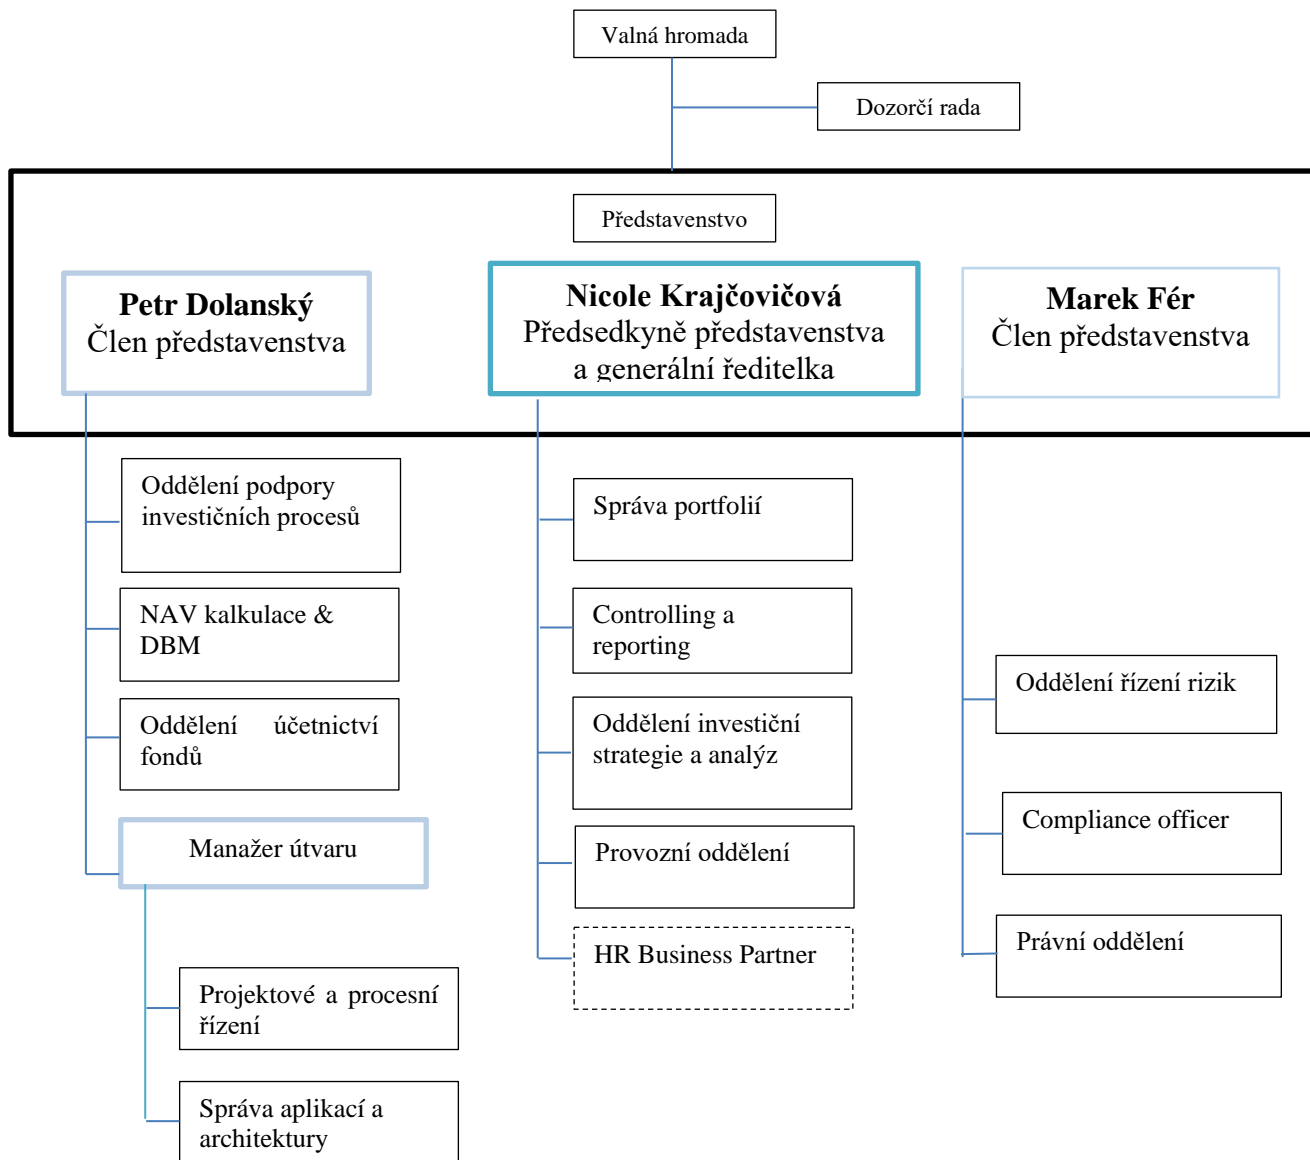 Valná hromada
Dozorčí rada
Představenstvo
Petr Dolanský
Člen představenstva
Nicole Krajčovičová
Předsedkyně představenstva
a generální ředitelka
Marek Fér
Člen představenstva
Oddělení podpory
investičních procesů
NAV kalkulace &
DBM
Oddělení účetnictví
fondů
Manažer útvaru
Projektové a procesní
řízení
Správa aplikací a
architektury
Správa portfolií
Controlling a
reporting
Oddělení investiční
strategie a analýz
Provozní oddělení
HR Business Partner
Oddělení řízení rizik
Compliance officer
Právní oddělení